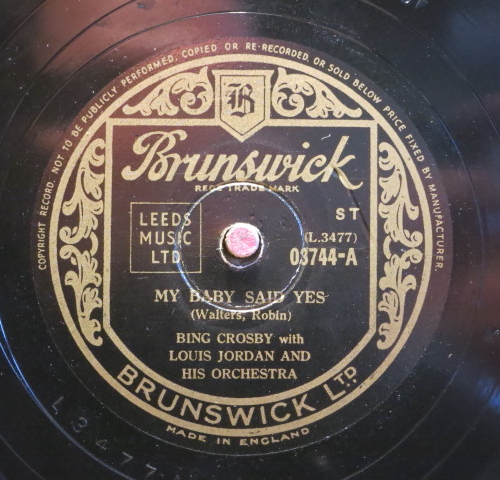 COPYRIGHT RECORD. NOT TO BE PUBLICLY PERFORMED, COPIED OR RE-RECORDED, OR SOLD BELOW PRICE FIXED BY MANUFACTURER.
B
Brunswick
REGD TRADE MARK
LEEDS
MUSIC
LTD
ST
(L.3477)
03744-A
MY BABY SAID YES
(Walters, Robin)
BING CROSBY with
LOUIS JORDAN AND
HIS ORCHESTRA
BRUNSWICK LTD.
MADE IN ENGLAND
L3477